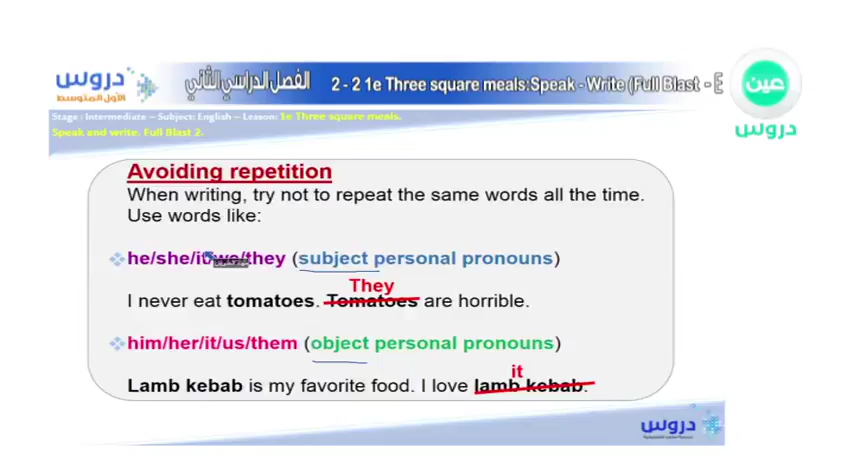 دروس
الأول المتوسط
الفصل الدراسي الثاني
2 - 2 1e Three square meals:Speak - Write (Full Blast - E
عين
دروس
Stage : Intermediate – Subject: English – Lesson: 1e Three square meals.
Speak and write. Full Blast 2.
Avoiding repetition
When writing, try not to repeat the same words all the time.
Use words like:
he/she/it/we/they (subject personal pronouns)
They
I never eat tomatoes. Tomatoes are horrible.
him/her/it/us/them (object personal pronouns)
it
Lamb kebab is my favorite food. I love lamb kebab.
دروس